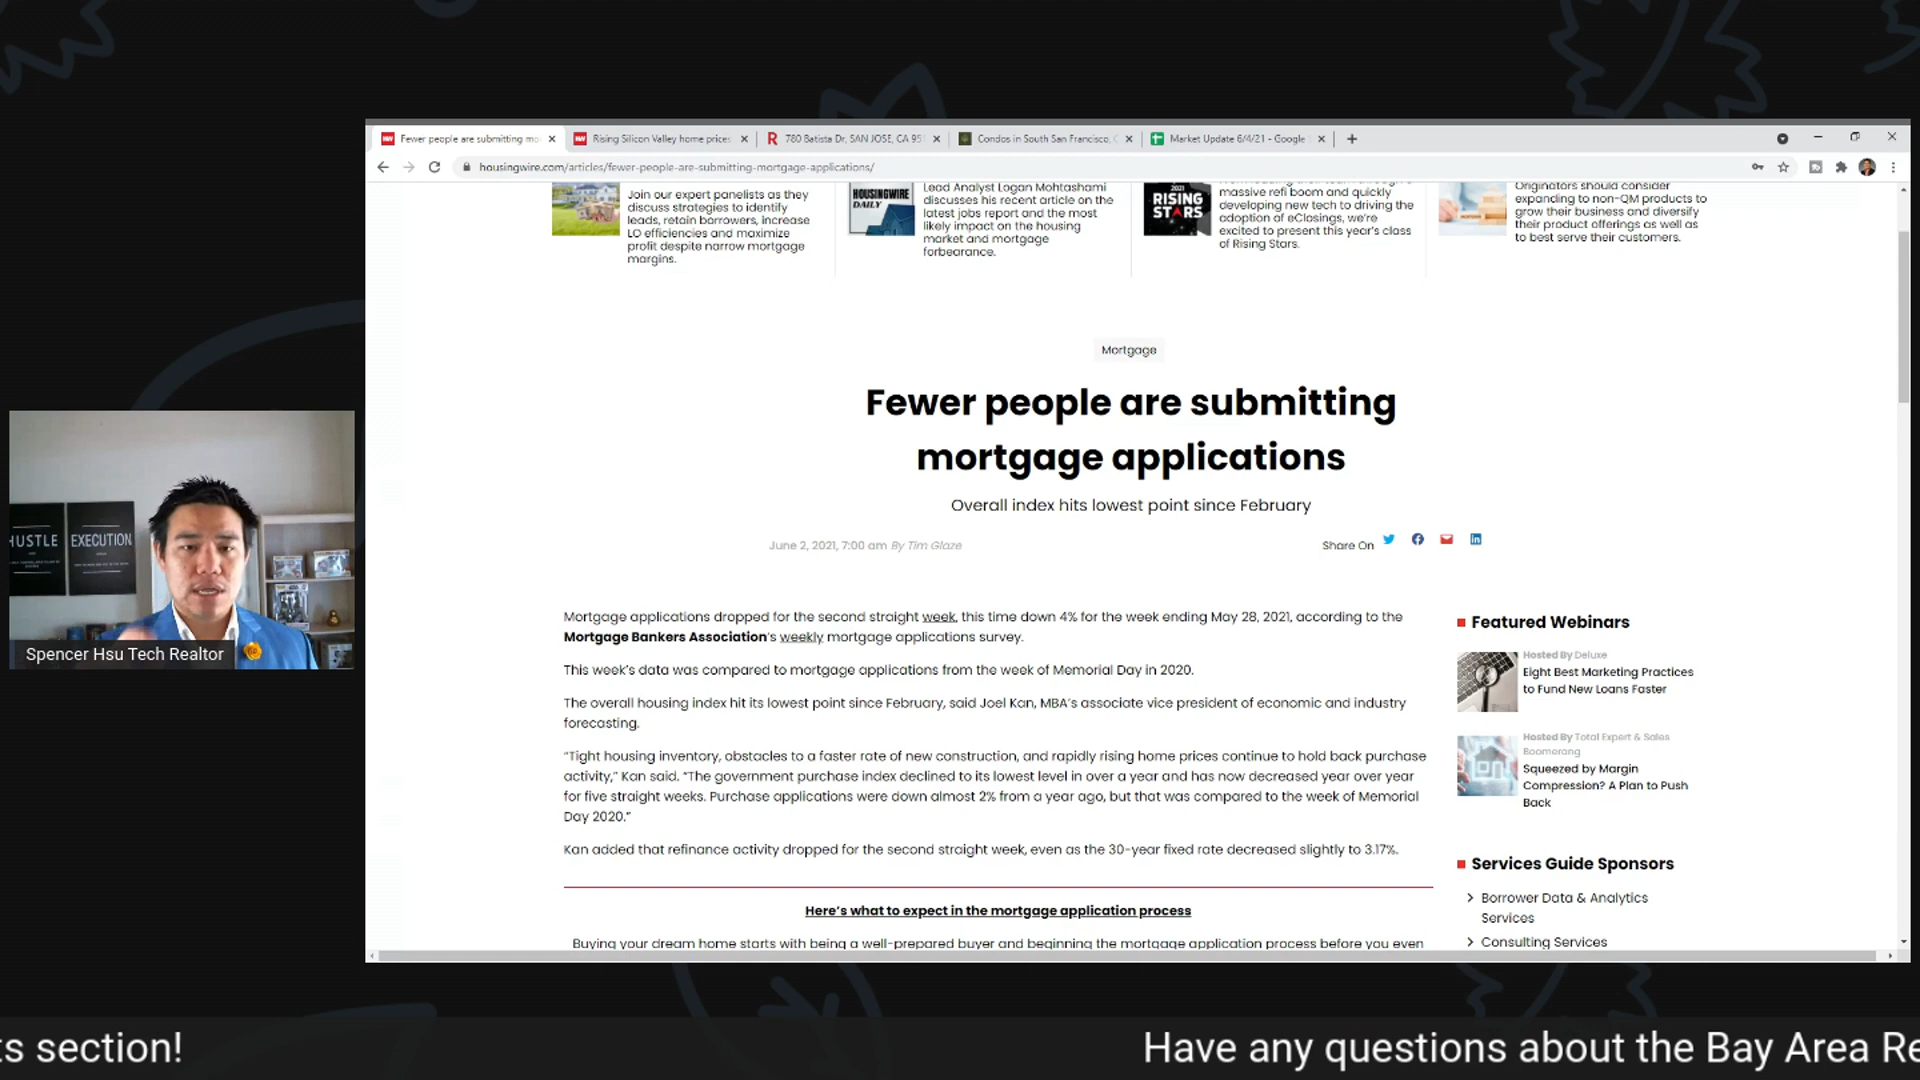 Fewer people are submitting mo
Rising Silicon Valley home prices
780 Batista Dr, SAN JOSE, CA 951
Condos in South San Francisco, C
Market Update 6/4/21 - Google S
housingwire.com/articles/fewer-people-are-submitting-mortgage-applications/
Join our expert panelists as they
discuss strategies to identify
leads, retain borrowers, increase
LO efficiencies and maximize
profit despite narrow mortgage
margins.
HOUSINGWIRE
DAILY
Lead Analyst Logan Mohtashami
discusses his recent article on the
latest jobs report and the most
likely impact on the housing
market and mortgage
forbearance.
2021
RISING
STARS
massive refi boom and quickly
developing new tech to driving the
adoption of eClosings, we're
excited to present this year's class
of Rising Stars.
Originators should consider
expanding to non-QM products to
grow their business and diversify
their product offerings as well as
to best serve their customers.
Mortgage
Fewer people are submitting
mortgage applications
Overall index hits lowest point since February
June 2, 2021, 7:00 am By Tim Glaze
Share On
Mortgage applications dropped for the second straight week, this time down 4% for the week ending May 28, 2021, according to the
Mortgage Bankers Association's weekly mortgage applications survey.
This week's data was compared to mortgage applications from the week of Memorial Day in 2020.
The overall housing index hit its lowest point since February, said Joel Kan, MBA's associate vice president of economic and industry
forecasting.
"Tight housing inventory, obstacles to a faster rate of new construction, and rapidly rising home prices continue to hold back purchase
activity," Kan said. "The government purchase index declined to its lowest level in over a year and has now decreased year over year
for five straight weeks. Purchase applications were down almost 2% from a year ago, but that was compared to the week of Memorial
Day 2020."
Kan added that refinance activity dropped for the second straight week, even as the 30-year fixed rate decreased slightly to 3.17%.
Here's what to expect in the mortgage application process
Buying your dream home starts with being a well-prepared buyer and beginning the mortgage application process before you even
Featured Webinars
Hosted By Deluxe
Eight Best Marketing Practices
to Fund New Loans Faster
Hosted By Total Expert & Sales
Boomerang
Squeezed by Margin
Compression? A Plan to Push
Back
Services Guide Sponsors
Borrower Data & Analytics
Services
Consulting Services
HUSTLE
EXECUTION
Spencer Hsu Tech Realtor
ts section!
Have any questions about the Bay Area Re